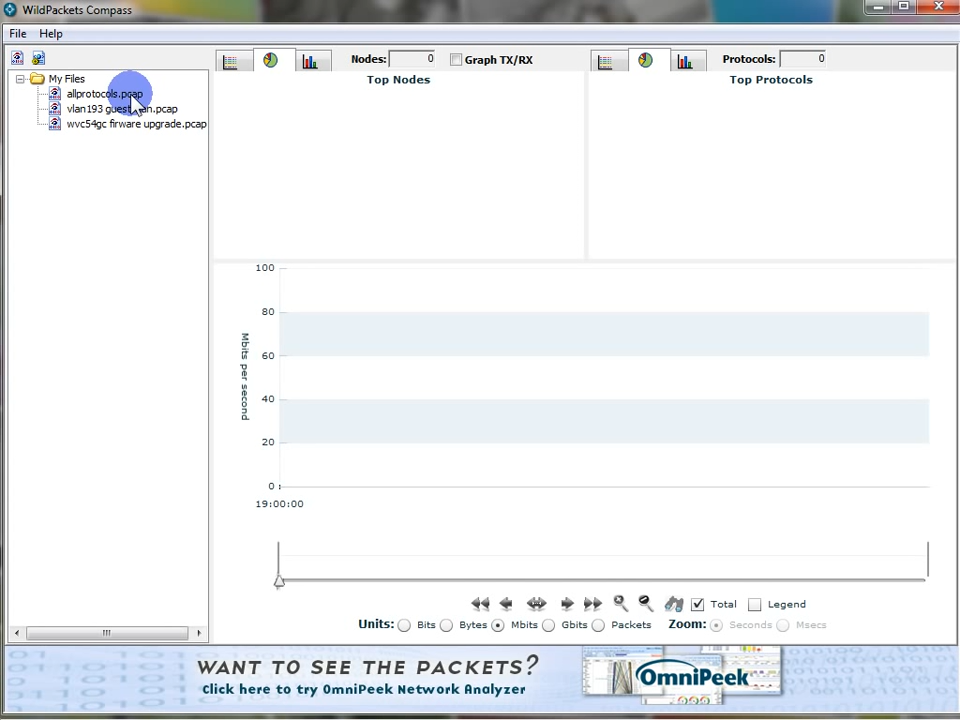 WildPackets Compass
File Help
My Files
allprotocols.pcap
vlan193 guest
an.pcap
wvc54gc firware upgrade.pcap
Nodes: 0 Graph TX/RX
Top Nodes
Protocols: 0
Top Protocols
100
80
60
40
20
0
Mbits per second
19:00:00
Total Legend
Units: Bits Bytes Mbits Gbits Packets Zoom: Seconds Msecs
WANT TO SEE THE PACKETS?
Click here to try OmniPeek Network Analyzer
OmniPeek